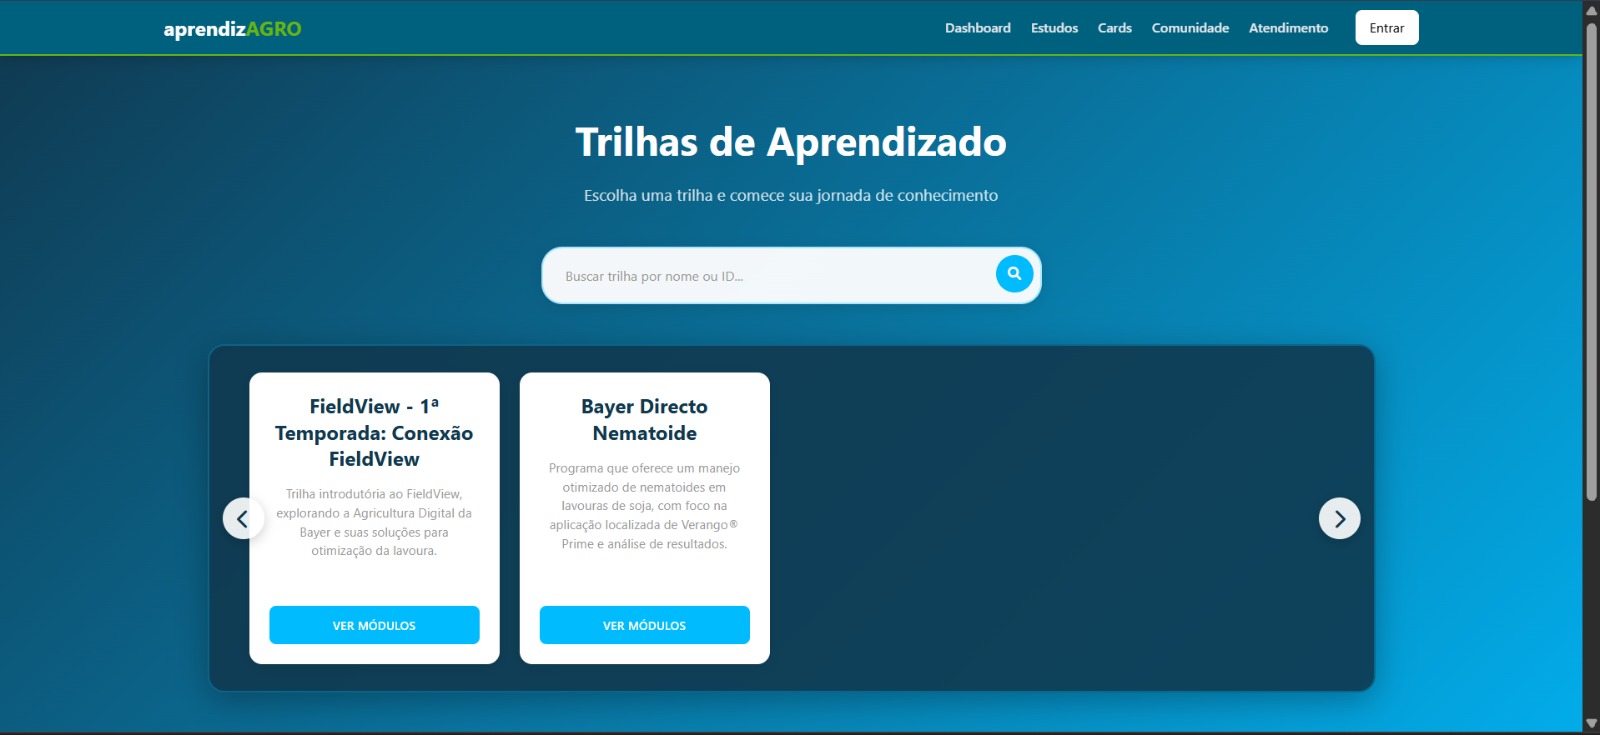 aprendizAGRO
Dashboard Estudos Cards Comunidade Atendimento Entrar
Trilhas de Aprendizado
Escolha uma trilha e comece sua jornada de conhecimento
Buscar trilha por nome ou ID...
FieldView - 1ª
Temporada: Conexão
FieldView
Trilha introdutória ao FieldView,
explorando a Agricultura Digital da
Bayer e suas soluções para
otimização da lavoura.
VER MÓDULOS
Bayer Directo
Nematoide
Programa que oferece um manejo
otimizado de nematoides em
lavouras de soja, com foco na
aplicação localizada de Verango®
Prime e análise de resultados.
VER MÓDULOS